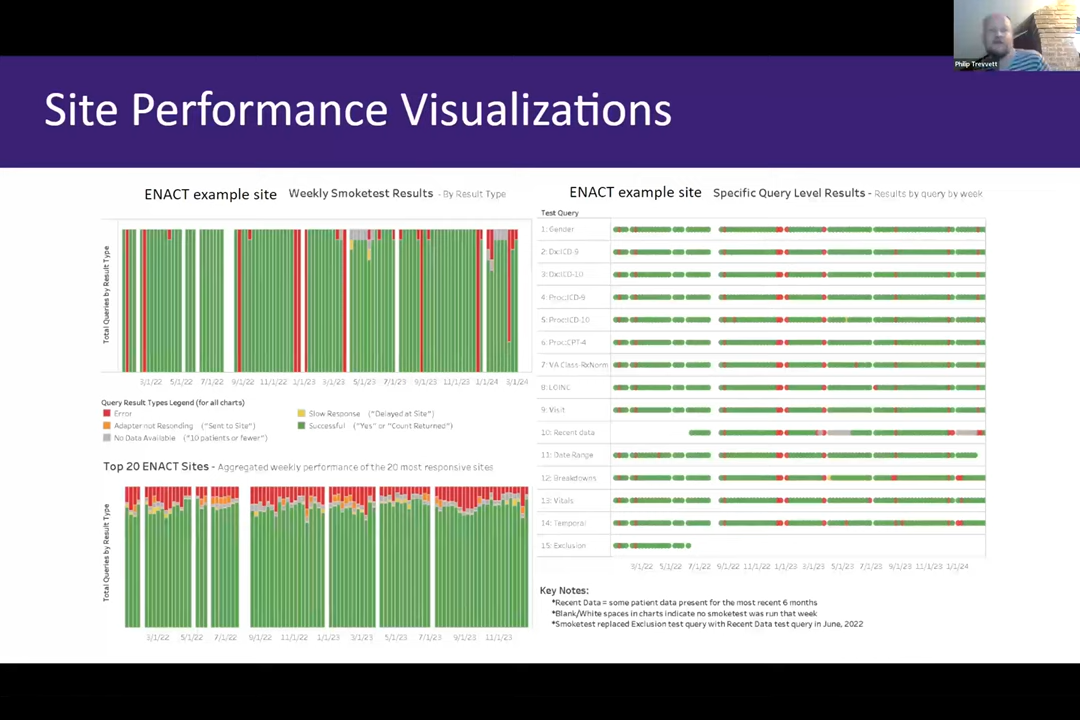 Philip Trevvett
Site Performance Visualizations
ENACT example site Weekly Smoketest Results - By Result Type
Total Queries by Result Type
3/1/22 5/1/22 7/1/22 9/1/22 11/1/22 1/1/23 3/1/23 5/1/23 7/1/23 9/1/23 11/1/23 1/1/24 3/1/24
Query Result Types Legend (for all charts)
Error
Adapter not Resonding ("Sent to Site")
No Data Available ("10 patients or fewer")
Slow Response ("Delayed at Site")
Successful ("Yes" or "Count Returned")
Top 20 ENACT Sites - Aggregated weekly performance of the 20 most responsive sites
Total Queries by Result Type
3/1/22 5/1/22 7/1/22 9/1/22 11/1/22 1/1/23 3/1/23 5/1/23 7/1/23 9/1/23 11/1/23
ENACT example site Specific Query Level Results - Results by query by week
Test Query
1: Gender
2: Dx:ICD-9
3: Dx:ICD-10
4: Proc:ICD-9
5: Proc:ICD-10
6: Proc:CPT-4
7: VA Class RxNorm
8: LOINC
9: Visit
10: Recent data
11: Date Range
12: Breakdowns
13: Vitals
14: Temporal
15: Exclusion
3/1/22 5/1/22 7/1/22 9/1/22 11/1/22 1/1/23 3/1/23 5/1/23 7/1/23 9/1/23 11/1/23 1/1/24
Key Notes:
*Recent Data = some patient data present for the most recent 6 months
*Blank/White spaces in charts indicate no smoketest was run that week
*Smoketest replaced Exclusion test query with Recent Data test query in June, 2022